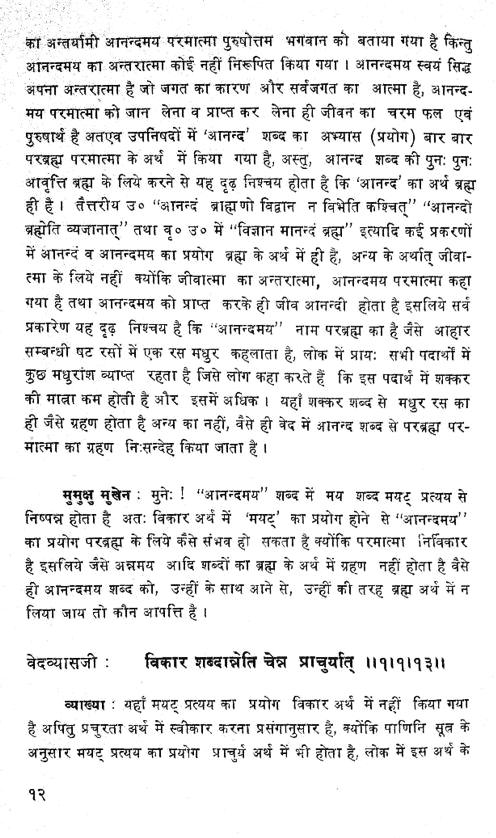 का अन्तर्यामी आनन्दमय परमात्मा पुरुषोत्तम भगवान को बताया गया है किन्तु
आनन्दमय का अन्तरात्मा कोई नहीं निरूपित किया गया । आनन्दमय स्वयं सिद्ध
अपना अन्तरात्मा है जो जगत का कारण और सर्वजगत का आत्मा है, आनन्द-
मय परमात्मा को जान लेना व प्राप्त कर लेना ही जीवन का चरम फल एवं
पुरुषार्थ है अतएव उपनिषदों में ‘आनन्द’ शब्द का अभ्यास (प्रयोग) बार बार
परब्रह्म परमात्मा के अर्थ में किया गया है, अस्तु, आनन्द शब्द की पुनः पुनः
आवृत्ति ब्रह्म के लिये करने से यह दृढ़ निश्चय होता है कि ‘आनन्द’ का अर्थ ब्रह्म
ही है । तैत्तरीय उ० “आनन्दं ब्राह्मणो विद्वान न विभेति कश्चित्” “आनन्दो
ब्रह्मेति व्यजानात्” तथा वृ० उ० में “विज्ञान मानन्दं ब्रह्म” इत्यादि कई प्रकरणों
में आनन्द व आनन्दमय का प्रयोग ब्रह्म के अर्थ में ही है, अन्य के अर्थात् जीवा-
त्मा के लिये नहीं क्योंकि जीवात्मा का अन्तरात्मा, आनन्दमय परमात्मा कहा
गया है तथा आनन्दमय को प्राप्त करके ही जीव आनन्दी होता है इसलिये सर्व
प्रकारेण यह दृढ़ निश्चय है कि “आनन्दमय” नाम परब्रह्म का है जैसे आहार
सम्बन्धी षट रसों में एक रस मधुर कहलाता है, लोक में प्रायः सभी पदार्थों में
कुछ मधुरांश व्याप्त रहता है जिसे लोग कहा करते हैं कि इस पदार्थ में शक्कर
की मात्रा कम होती है और इसमें अधिक । यहाँ शक्कर शब्द से मधुर रस का
ही जैसे ग्रहण होता है अन्य का नहीं, वैसे ही वेद में आनन्द शब्द से परब्रह्म पर-
मात्मा का ग्रहण निःसन्देह किया जाता है ।
मुमुक्षु मुखेन : मुनेः ! “आनन्दमय” शब्द में मय शब्द मयट् प्रत्यय से
निष्पन्न होता है अतः विकार अर्थ में ‘मयट्’ का प्रयोग होने से “आनन्दमय”
का प्रयोग परब्रह्म के लिये कैसे संभव हो सकता है क्योंकि परमात्मा निर्विकार
है इसलिये जैसे अन्नमय आदि शब्दों का ब्रह्म के अर्थ में ग्रहण नहीं होता है वैसे
ही आनन्दमय शब्द को, उन्हीं के साथ आने से, उन्हीं की तरह ब्रह्म अर्थ में न
लिया जाय तो कौन आपत्ति है ।
वेदव्यासजी : विकार शब्दान्नेति चेन्न प्राचुर्यात् ।।१।१।१३।।
व्याख्या : यहाँ मयट् प्रत्यय का प्रयोग विकार अर्थ में नहीं किया गया
है अपितु प्रचुरता अर्थ में स्वीकार करना प्रसंगानुसार है, क्योंकि पाणिनि सूत्र के
अनुसार मयट् प्रत्यय का प्रयोग प्राचुर्य अर्थ में भी होता है, लोक में इस अर्थ के
१२